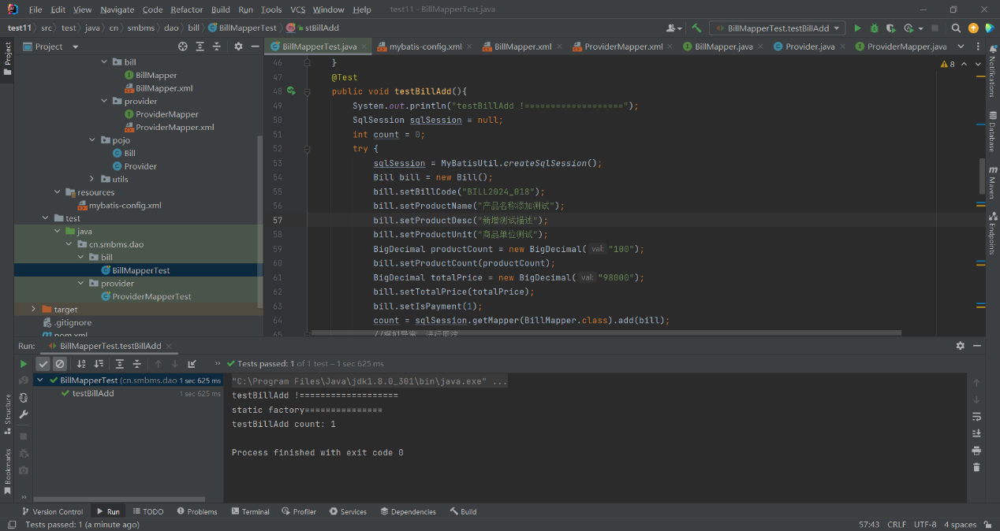 File Edit View Navigate Code Refactor Build Run Tools VCS Window Help test11 - BillMapperTest.java
test11 src test java cn smbms dao bill BillMapperTest stBillAdd BillMapperTest.testBillAdd
Project BillMapperTest.java mybatis-config.xml BillMapper.xml ProviderMapper.xml BillMapper.java Provider.java ProviderMapper.java
Project
bill
BillMapper
BillMapper.xml
provider
ProviderMapper
ProviderMapper.xml
pojo
Bill
Provider
utils
resources
mybatis-config.xml
test
java
cn.smbms.dao
bill
BillMapperTest
provider
ProviderMapperTest
target
.gitignore
pom.xml
8
46 }
47 @Test
48 public void testBillAdd(){
49 System.out.println("testBillAdd !===================");
50 SqlSession sqlSession = null;
51 int count = 0;
52 try {
53 sqlSession = MyBatisUtil.createSqlSession();
54 Bill bill = new Bill();
55 bill.setBillCode("BILL2024_018");
56 bill.setProductName("产品名称添加测试");
57 bill.setProductDesc("新增测试描述");
58 bill.setProductUnit("商品单位测试");
59 BigDecimal productCount = new BigDecimal( val: "100");
60 bill.setProductCount(productCount);
61 BigDecimal totalPrice = new BigDecimal( val: "98000");
62 bill.setTotalPrice(totalPrice);
63 bill.setIsPayment(1);
64 count = sqlSession.getMapper(BillMapper.class).add(bill);
65
Notifications
Database
Maven
Endpoints
Run: BillMapperTest.testBillAdd
Tests passed: 1 of 1 test – 1 sec 625 ms
BillMapperTest (cn.smbms.dao 1 sec 625 ms
testBillAdd 1 sec 625 ms
"C:\Program Files\Java\jdk1.8.0_301\bin\java.exe" ...
testBillAdd !===================
static factory===============
testBillAdd count: 1
Process finished with exit code 0
Structure
Bookmarks
Version Control Run TODO Problems Terminal Profiler Services Dependencies Build
Tests passed: 1 (a minute ago) 57:43 CRLF UTF-8 4 spaces